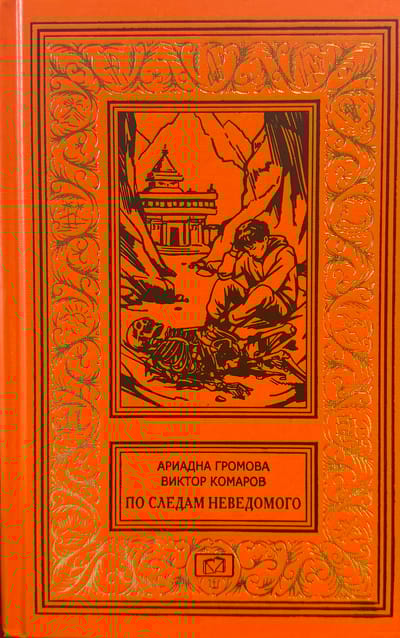 АРИАДНА ГРОМОВА
ВИКТОР КОМАРОВ
ПО СЛЕДАМ НЕВЕДОМОГО